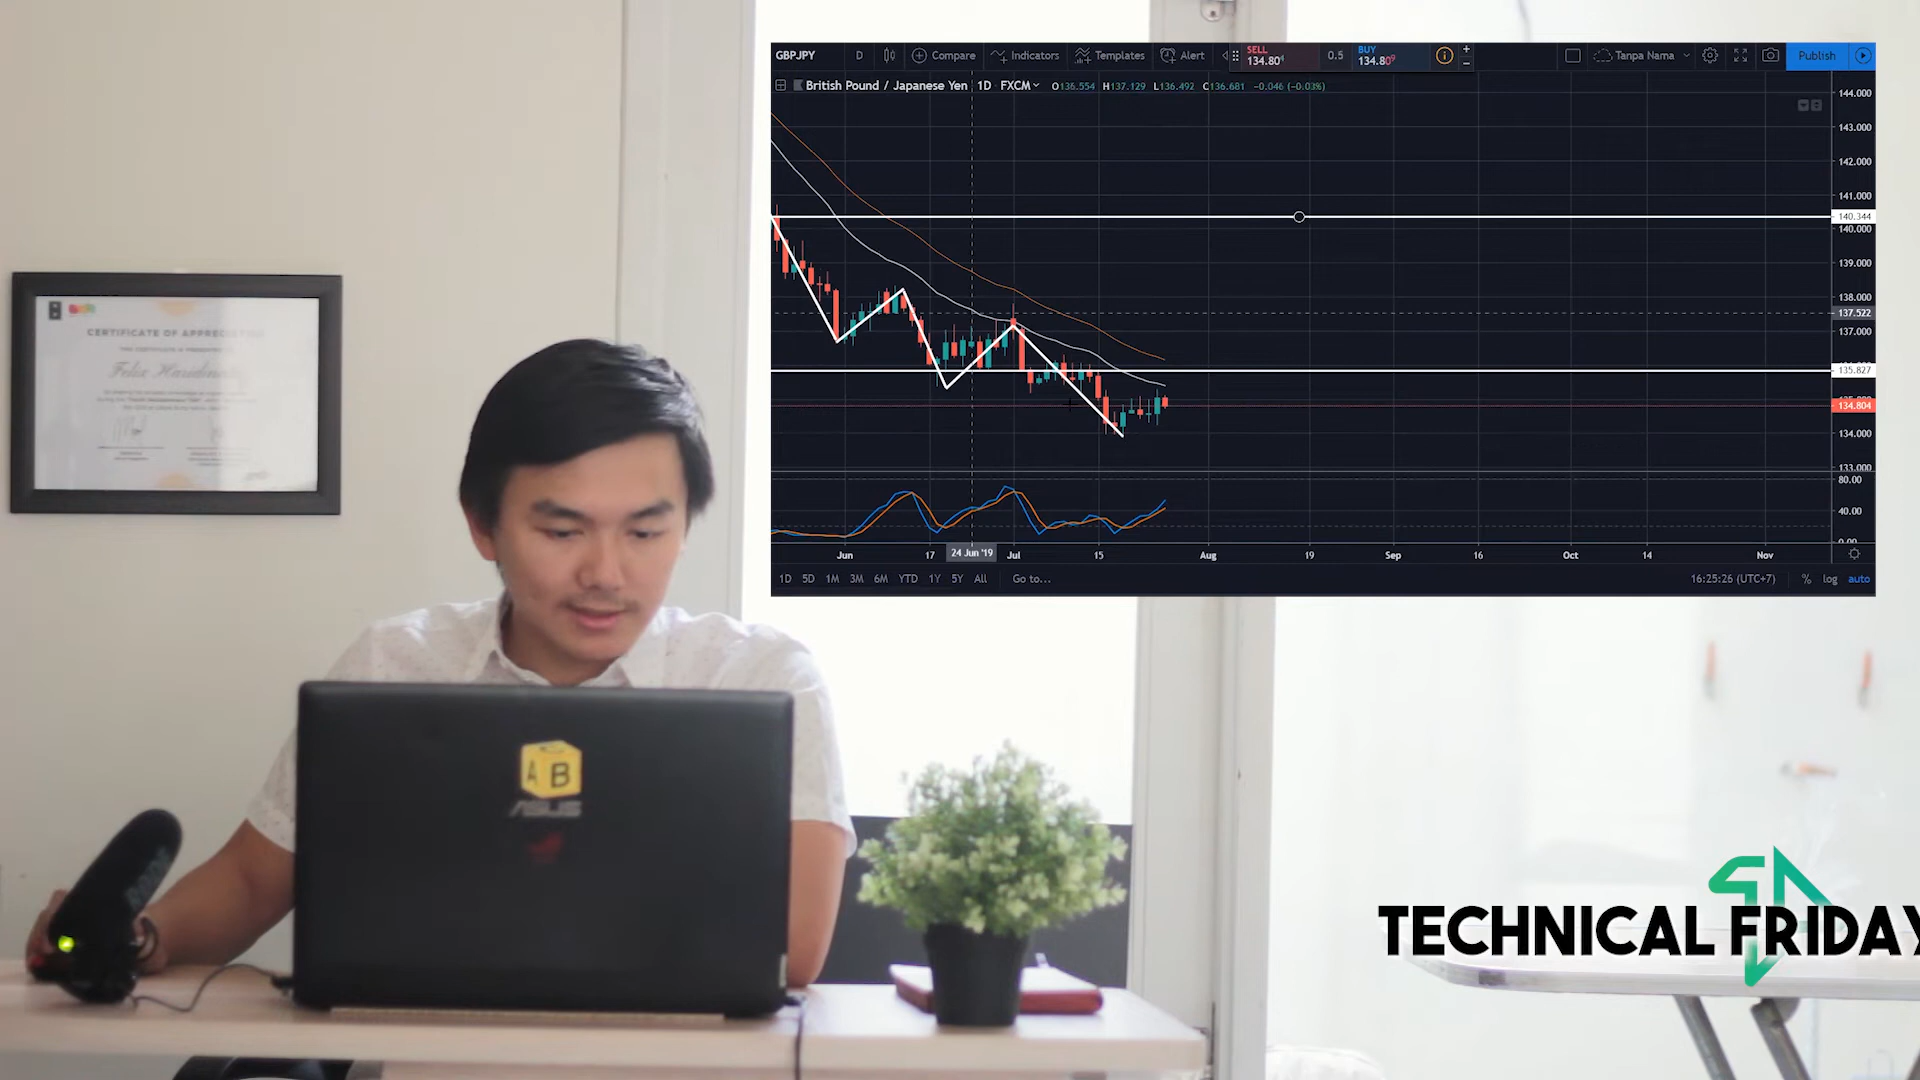 GBPJPY D Compare Indicators Templates Alert SELL 134.804 0.5 BUY 134.809 Tanpa Nama Publish
British Pound / Japanese Yen 1D FXCM O136.554 H137.129 L136.492 C136.681 −0.046 (−0.03%)
144.000
143.000
142.000
141.000
140.344
140.000
139.000
138.000
137.522
137.000
135.827
134.804
134.000
133.000
80.00
40.00
0.00
Jun 17 24 Jun '19 Jul 15 Aug 19 Sep 16 Oct 14 Nov
1D 5D 1M 3M 6M YTD 1Y 5Y All Go to... 16:25:26 (UTC+7) % log auto
CERTIFICATE OF APPRECIATION
A B
ASUS
TECHNICAL FRIDAY